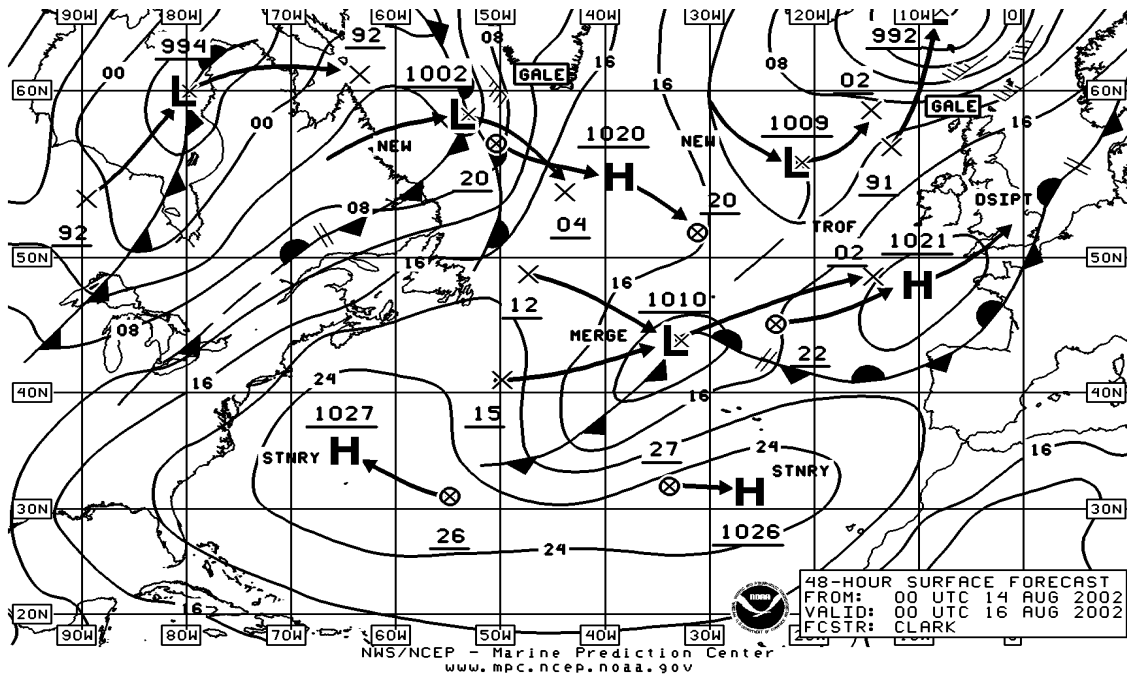 90W 80W 70W 60W 50W 40W 30W 20W 10W 0
994 92 08 992
00 GALE 16 08 02
60N 1002 16 GALE 60N
L L 1009
00 NEW 1020 NEW L 16
H
20 20 91 DSIPT
92 08 04 TROF
50N 02 1021 50N
16 H
12 16 1010
08 MERGE L
22
40N 16 24 16 40N
1027 15
H 27 24
STNRY STNRY 16
H
30N 30N
26 1026
24
20N 16
90W 80W 70W 60W 50W 40W 30W
NOAA
48-HOUR SURFACE FORECAST
FROM: 00 UTC 14 AUG 2002
VALID: 00 UTC 16 AUG 2002
FCSTR: CLARK
NWS/NCEP – Marine Prediction Center
www.mpc.ncep.noaa.gov